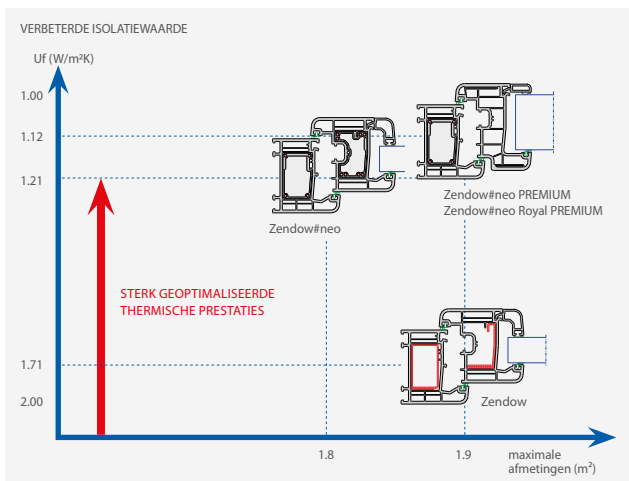 VERBETERDE ISOLATIEWAARDE
Uf (W/m²K)
1.00
1.12
1.21
Zendow#neo PREMIUM
Zendow#neo Royal PREMIUM
Zendow#neo
STERK GEOPTIMALISEERDE
THERMISCHE PRESTATIES
1.71
2.00
Zendow
1.8
1.9
maximale
afmetingen (m²)